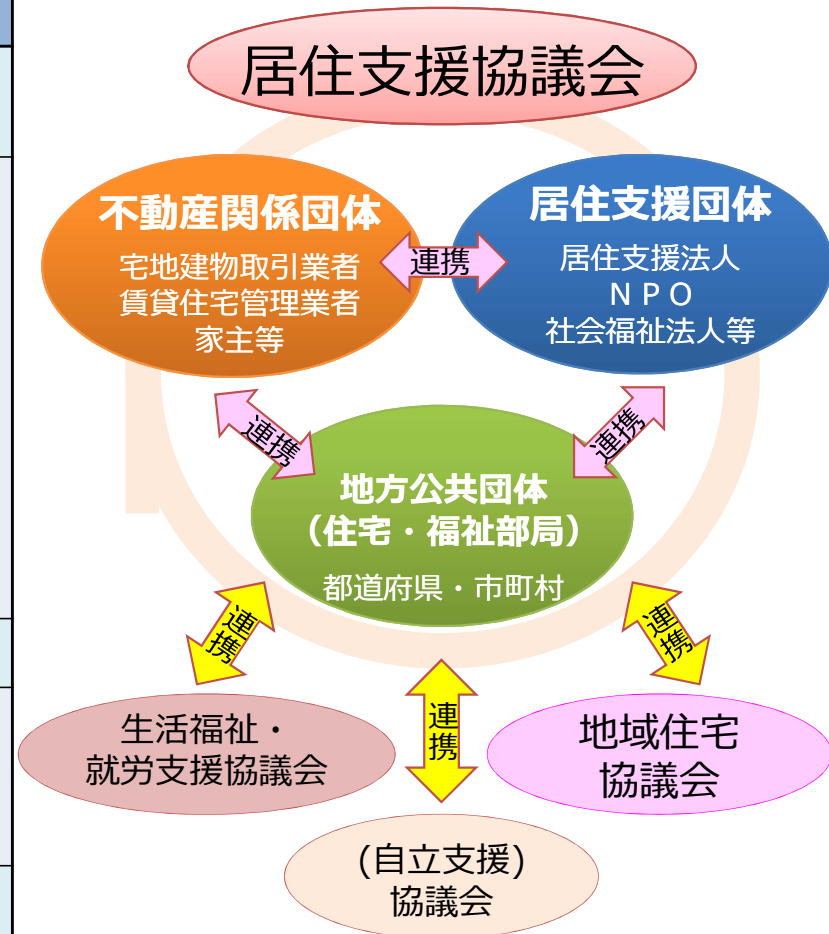 居住支援協議会
不動産関係団体
宅地建物取引業者
賃貸住宅管理業者
家主等
連携
居住支援団体
居住支援法人
ＮＰＯ
社会福祉法人等
連携
連携
地方公共団体
（住宅・福祉部局）
都道府県・市町村
連携
連携
連携
生活福祉・
就労支援協議会
地域住宅
協議会
(自立支援)
協議会